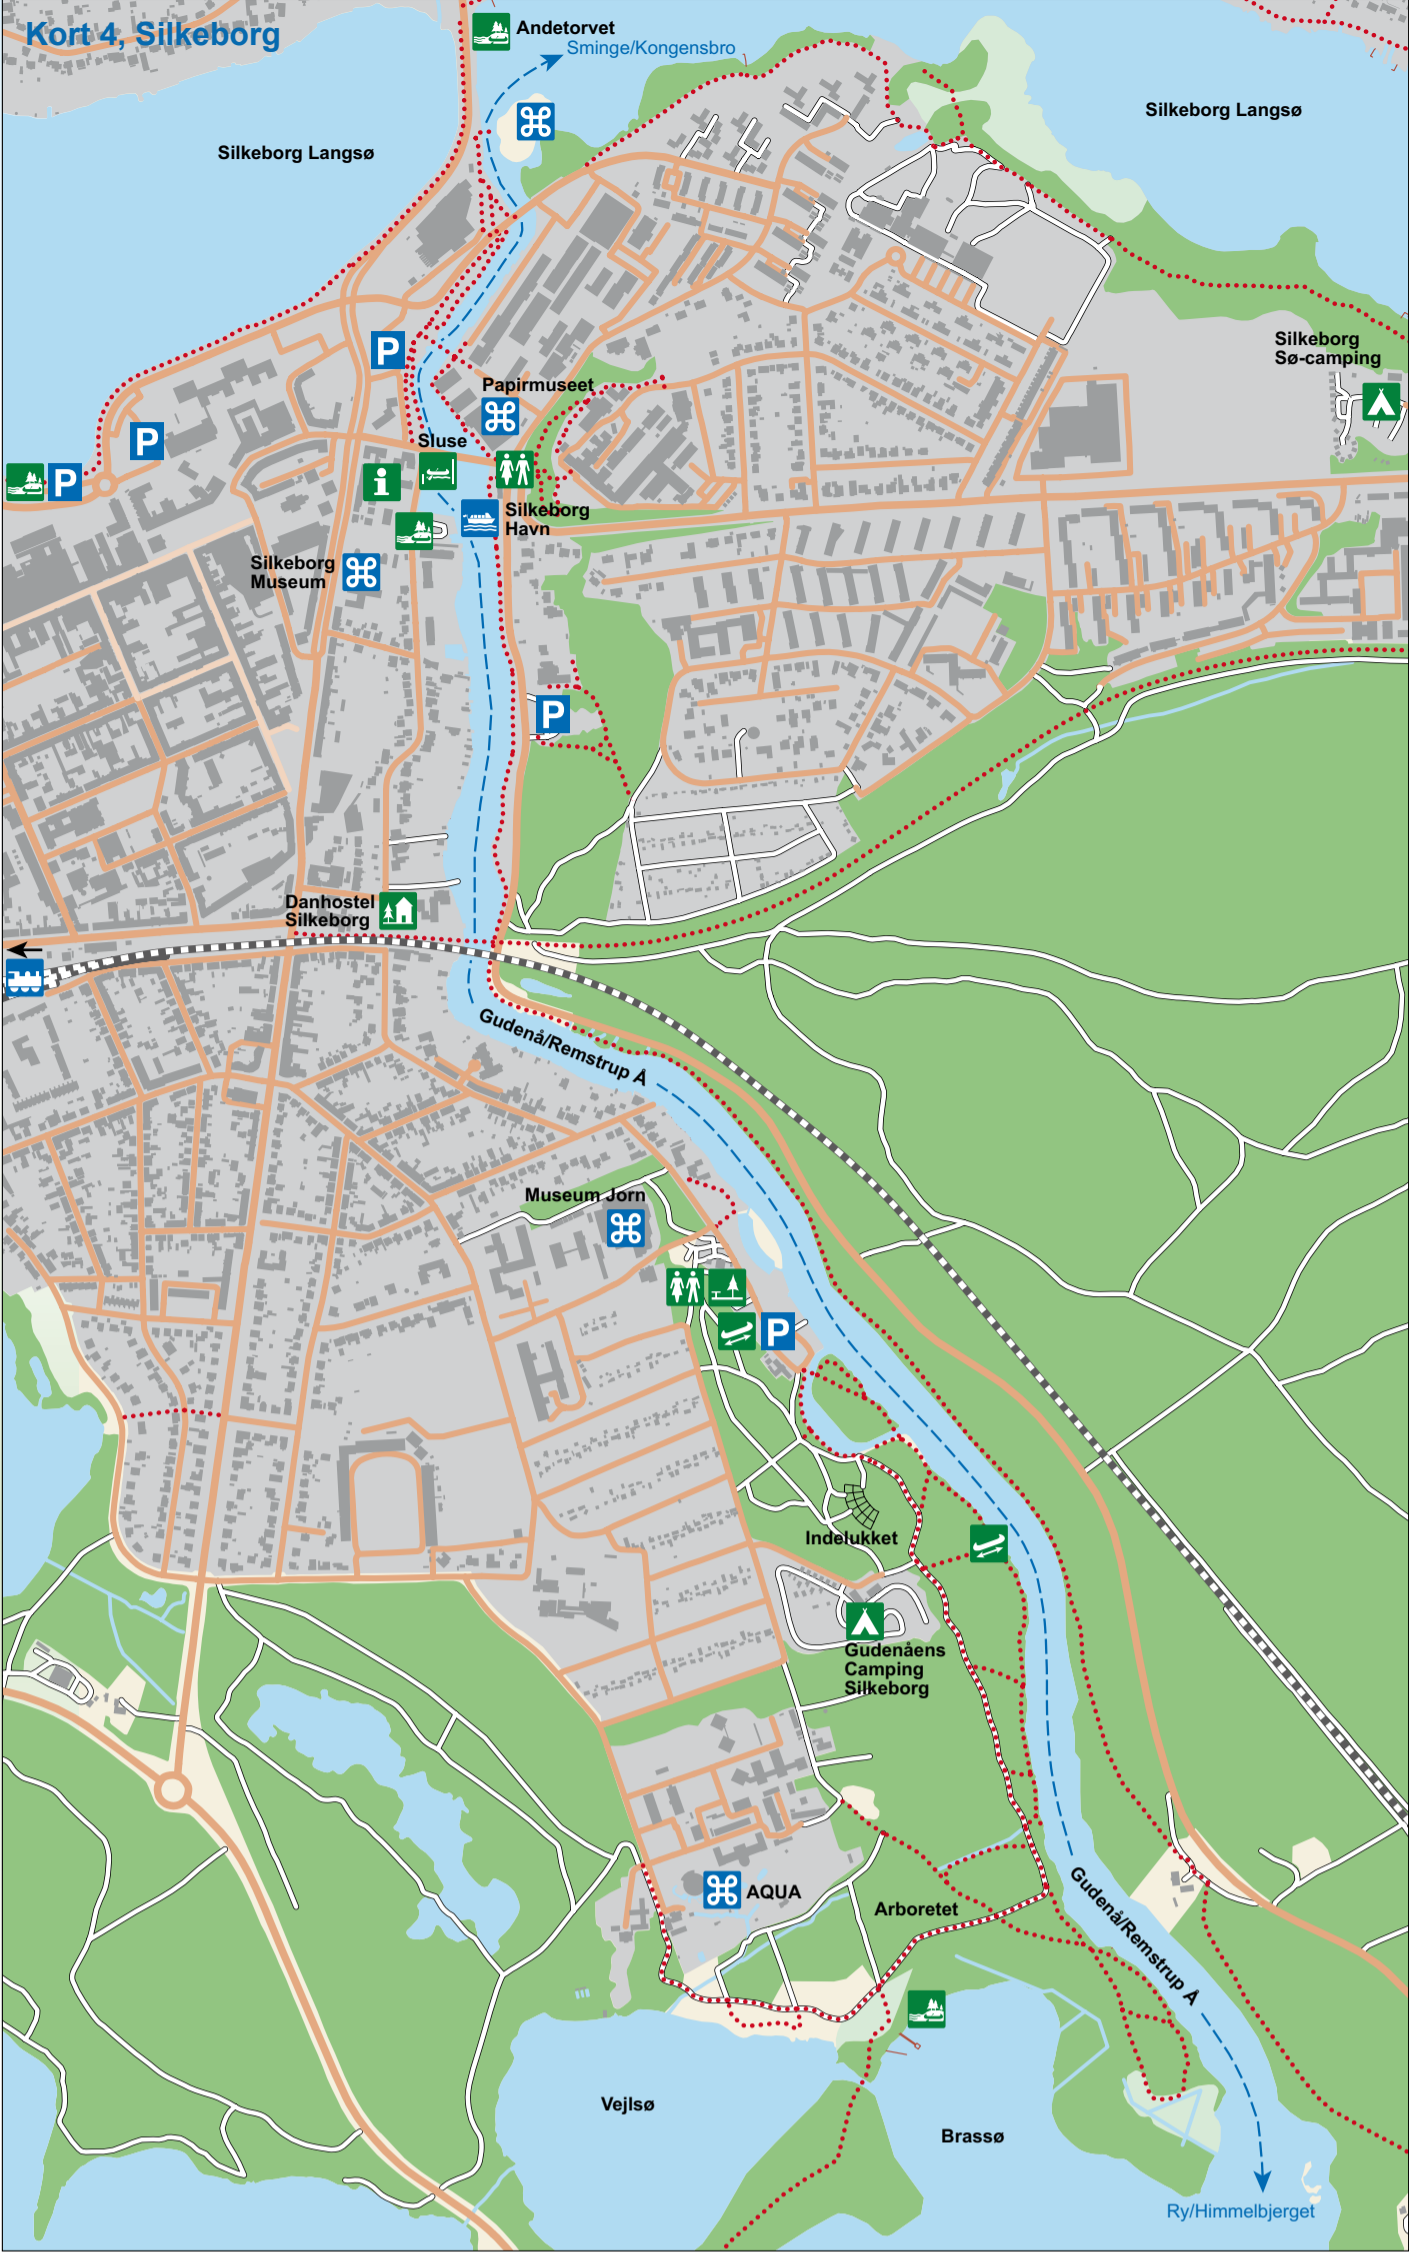 Kort 4, Silkeborg
Andetorvet
Sminge/Kongensbro
Silkeborg Langsø
Silkeborg Langsø
Silkeborg
Sø-camping
P
Papirmuseet
P
Sluse
P
i
Silkeborg
Havn
Silkeborg
Museum
P
Danhostel
Silkeborg
Gudenå/Remstrup Å
Museum Jorn
P
Indelukket
Gudenåens
Camping
Silkeborg
AQUA
Arboretet
Gudenå/Remstrup Å
Vejlsø
Brassø
Ry/Himmelbjerget